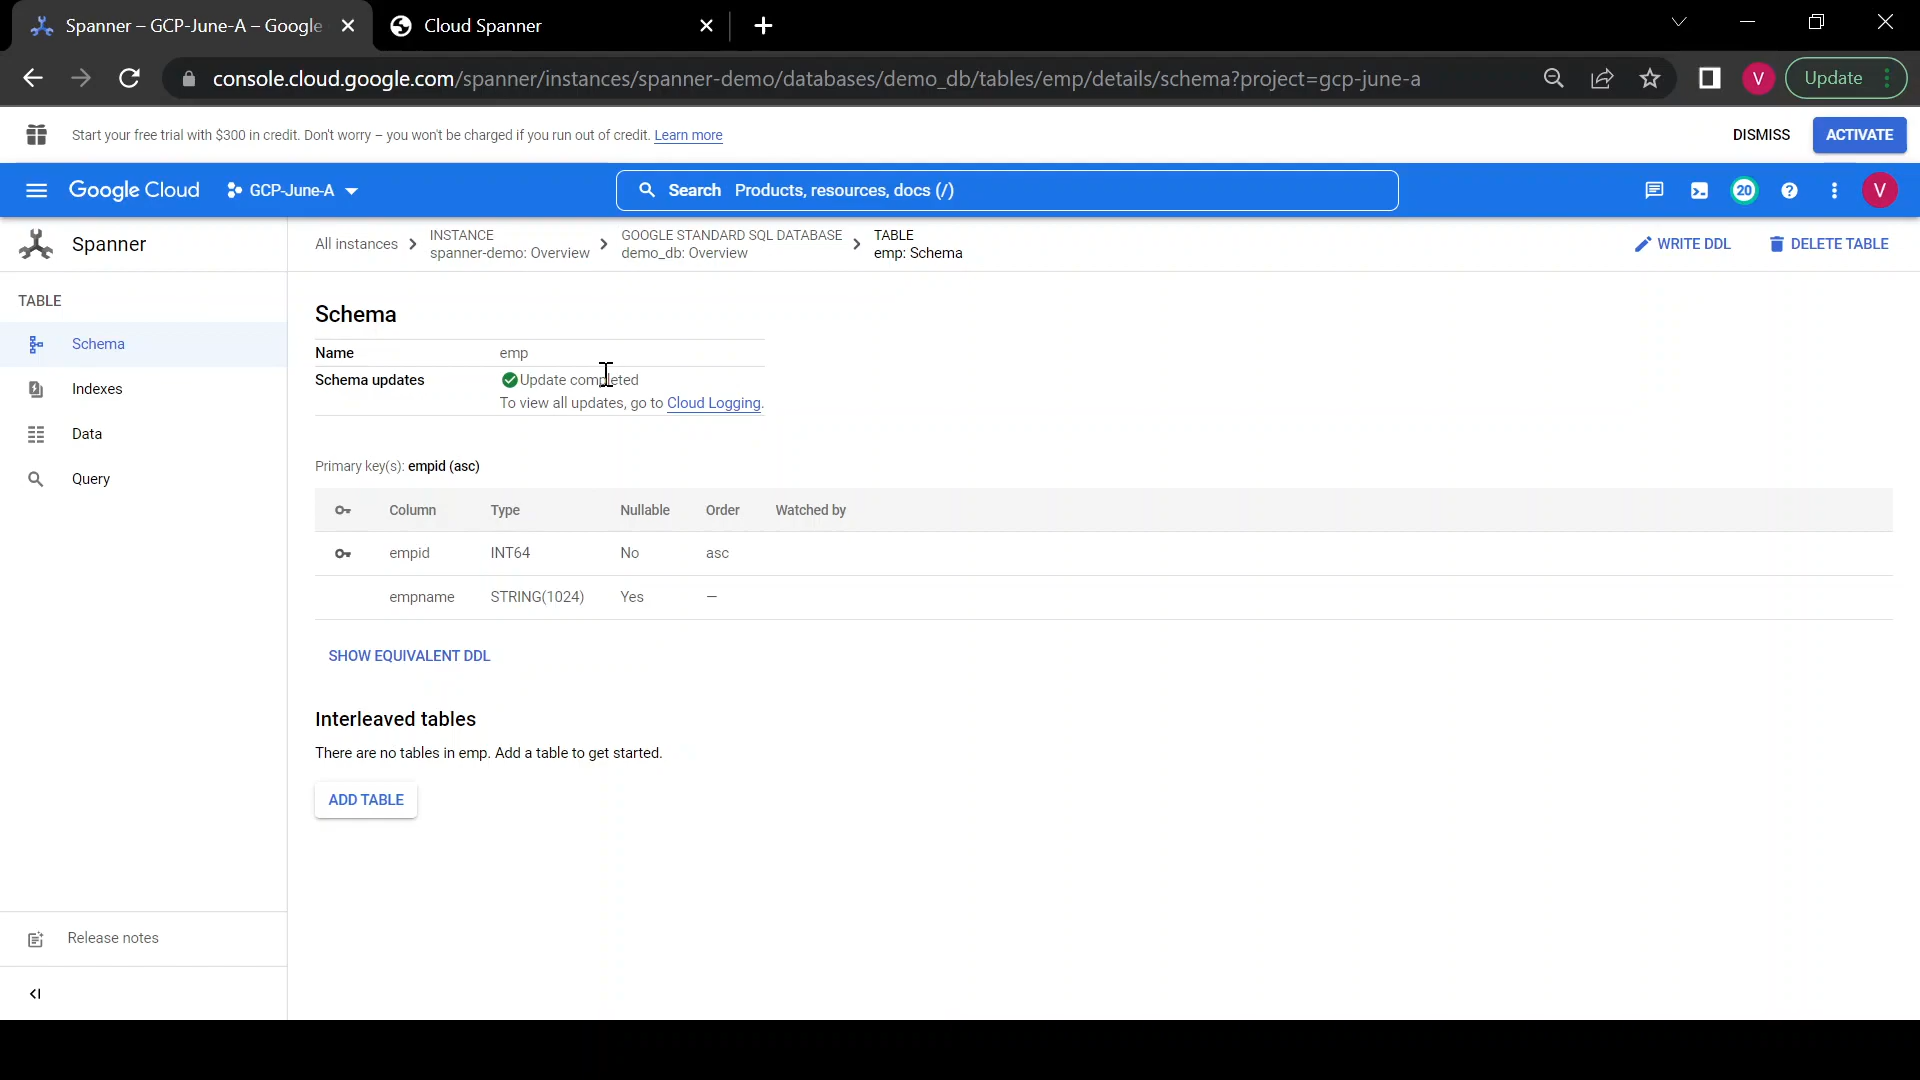 Spanner – GCP-June-A – Google
Cloud Spanner
console.cloud.google.com/spanner/instances/spanner-demo/databases/demo_db/tables/emp/details/schema?project=gcp-june-a
V
Update
Start your free trial with $300 in credit. Don't worry – you won't be charged if you run out of credit. Learn more
DISMISS
ACTIVATE
Google Cloud
GCP-June-A
Search Products, resources, docs (/)
20
V
Spanner
All instances
INSTANCE
spanner-demo: Overview
GOOGLE STANDARD SQL DATABASE
demo_db: Overview
TABLE
emp: Schema
WRITE DDL
DELETE TABLE
TABLE
Schema
Indexes
Data
Query
Release notes
Schema
Name emp
Schema updates Update completed
To view all updates, go to Cloud Logging.
Primary key(s): empid (asc)
Column Type Nullable Order Watched by
empid INT64 No asc
empname STRING(1024) Yes —
SHOW EQUIVALENT DDL
Interleaved tables
There are no tables in emp. Add a table to get started.
ADD TABLE